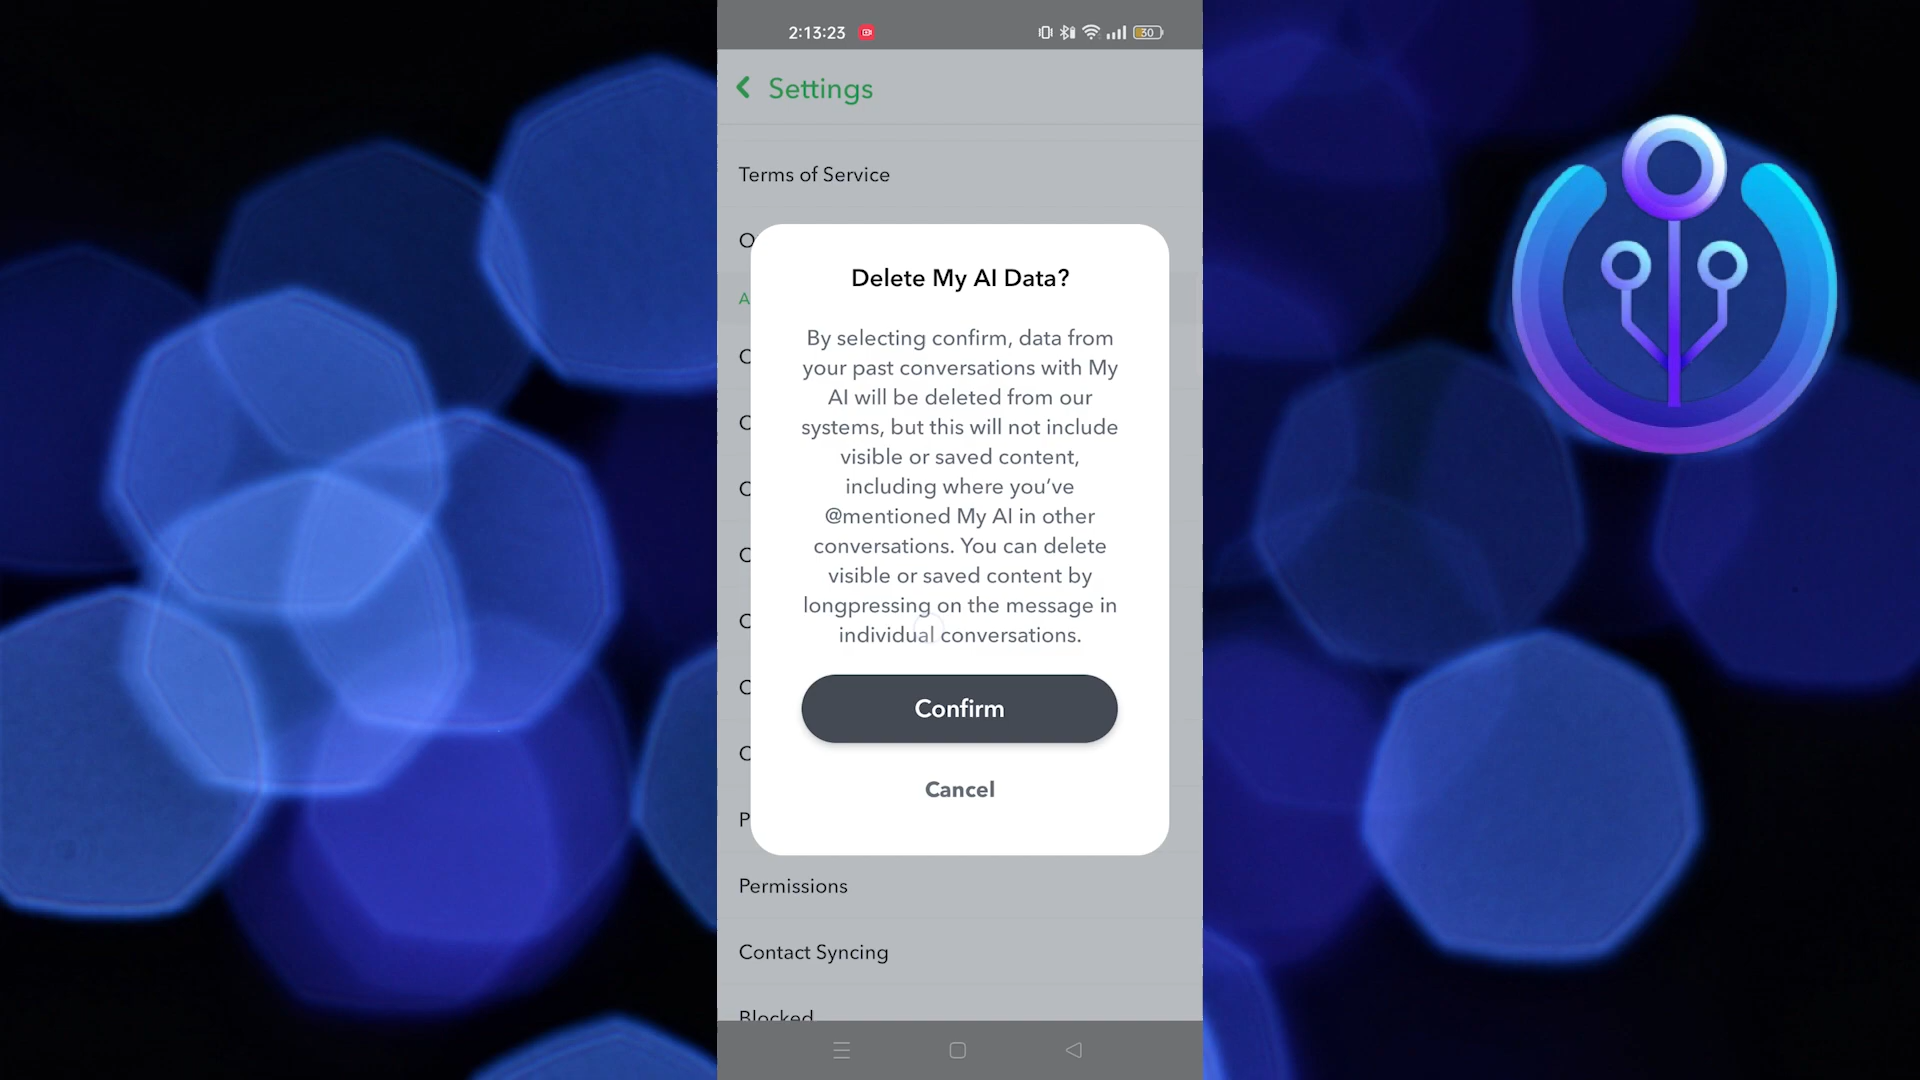 2:13:23
30
Settings
Terms of Service
Delete My AI Data?
By selecting confirm, data from
your past conversations with My
AI will be deleted from our
systems, but this will not include
visible or saved content,
including where you’ve
@mentioned My AI in other
conversations. You can delete
visible or saved content by
longpressing on the message in
individual conversations.
Confirm
Cancel
Permissions
Contact Syncing
Blocked